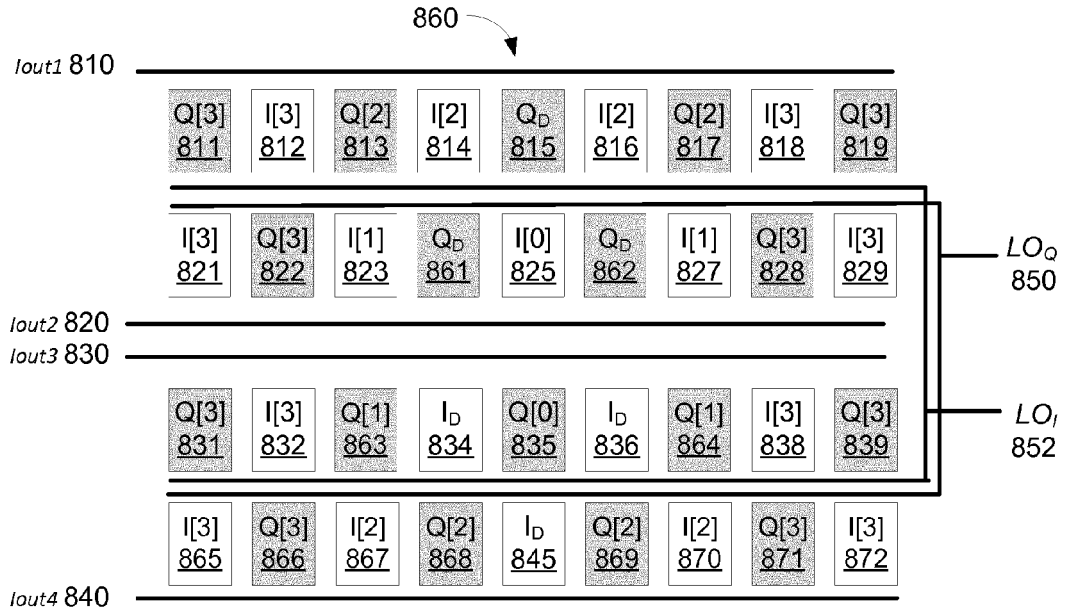 860
Iout1 810
Q[3] I[3] Q[2] I[2] QD I[2] Q[2] I[3] Q[3]
811 812 813 814 815 816 817 818 819
I[3] Q[3] I[1] QD I[0] QD I[1] Q[3] I[3]
821 822 823 861 825 862 827 828 829
LOQ
850
Iout2 820
Iout3 830
Q[3] I[3] Q[1] ID Q[0] ID Q[1] I[3] Q[3]
831 832 863 834 835 836 864 838 839
LOI
852
I[3] Q[3] I[2] Q[2] ID Q[2] I[2] Q[3] I[3]
865 866 867 868 845 869 870 871 872
Iout4 840